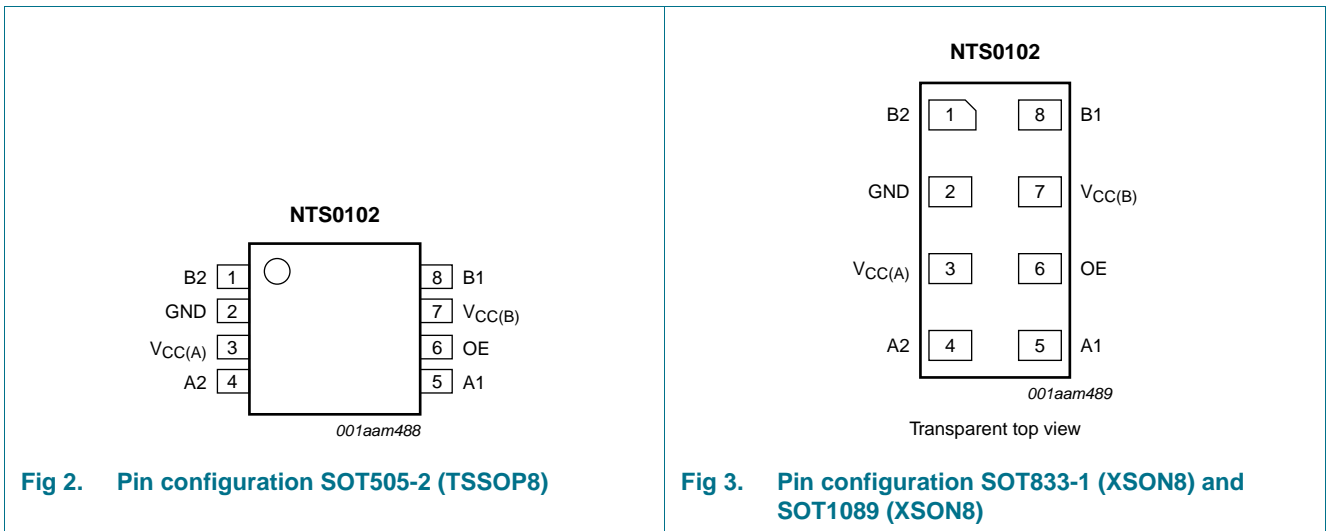 NTS0102
B2 1 8 B1
GND 2 7 VCC(B)
VCC(A) 3 6 OE
A2 4 5 A1
001aam488
Fig 2. Pin configuration SOT505-2 (TSSOP8)
NTS0102
B2 1 8 B1
GND 2 7 VCC(B)
VCC(A) 3 6 OE
A2 4 5 A1
001aam489
Transparent top view
Fig 3. Pin configuration SOT833-1 (XSON8) and
SOT1089 (XSON8)